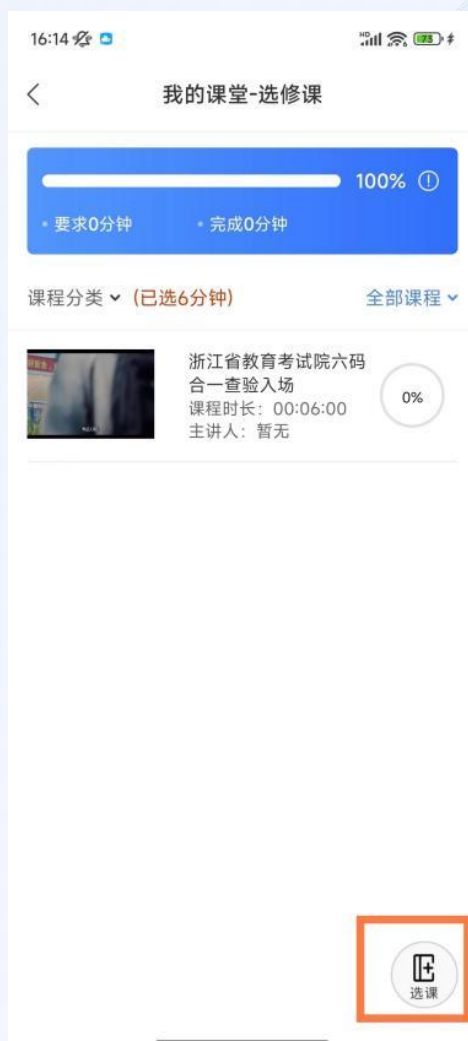 16:14
HD
73
我的课堂-选修课
100%
• 要求0分钟
• 完成0分钟
课程分类
(已选6分钟)
全部课程
浙江省教育考试院六码
合一查验入场
课程时长：00:06:00
主讲人：暂无
0%
选课